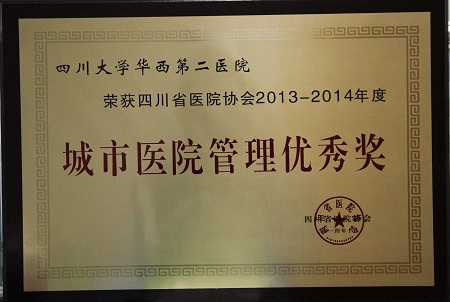 四川大学华西第二医院
荣获四川省医院协会2013-2014年度
城市医院管理优秀奖
四川省医院协会